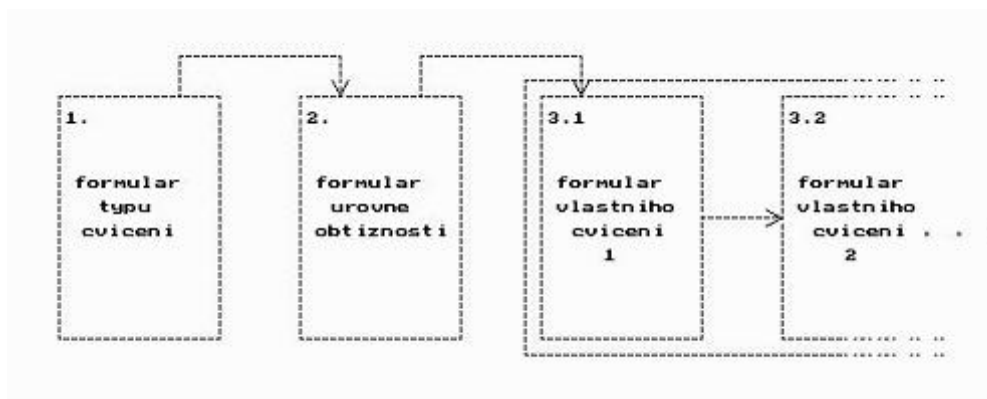 1.
formular
typu
cviceni
2.
formular
urovne
obtiznosti
3.1
formular
vlastniho
cviceni
1
3.2
formular
vlastniho
cviceni . .
2